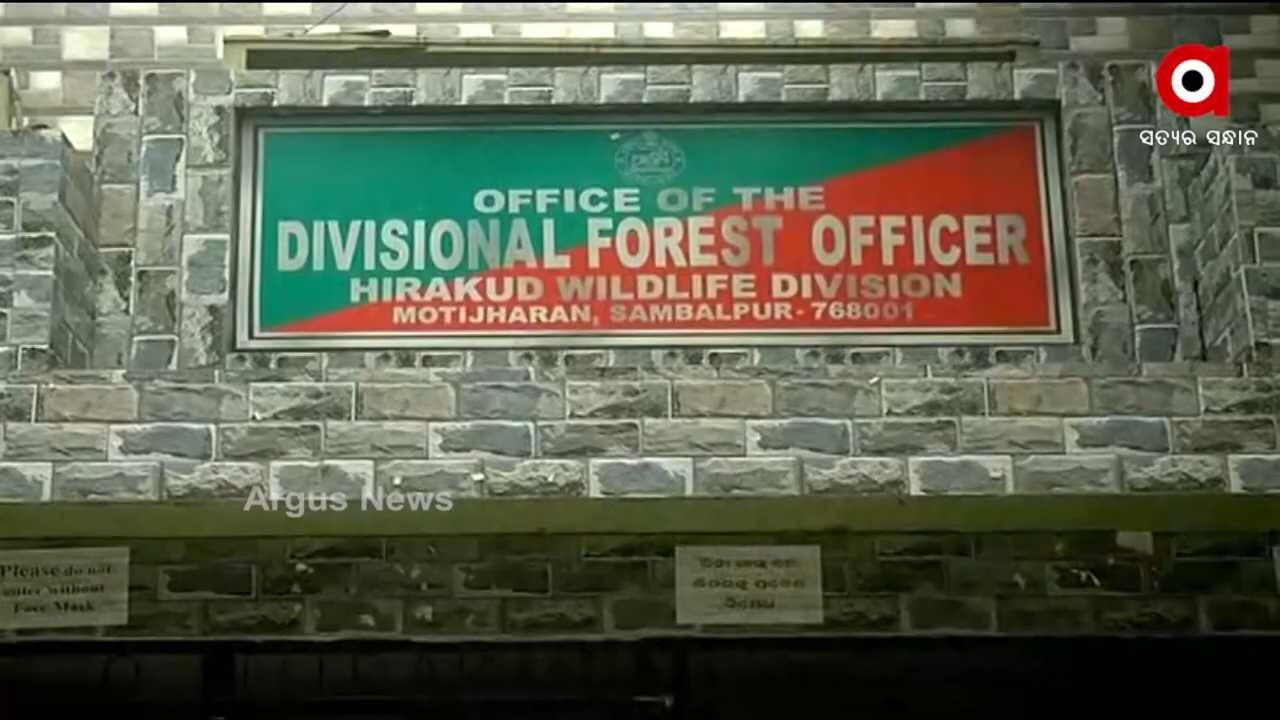 ସତ୍ୟର ସନ୍ଧାନ
OFFICE OF THE
DIVISIONAL FOREST OFFICER
HIRAKUD WILDLIFE DIVISION
MOTIJHARAN, SAMBALPUR-768001
Argus News
Please do not
enter without
Face Mask